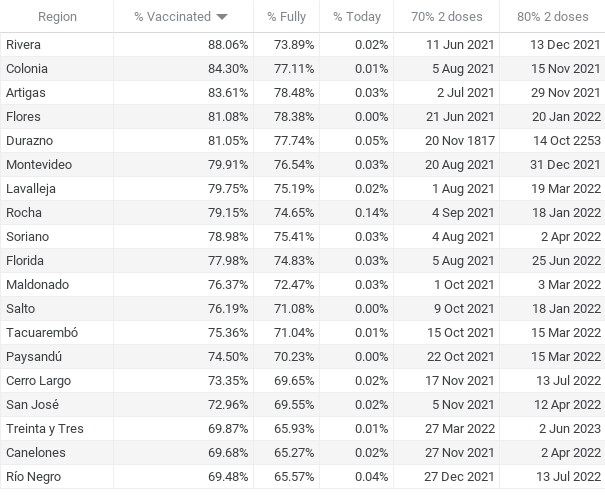 Region % Vaccinated % Fully % Today 70% 2 doses 80% 2 doses
Rivera 88.06% 73.89% 0.02% 11 Jun 2021 13 Dec 2021
Colonia 84.30% 77.11% 0.01% 5 Aug 2021 15 Nov 2021
Artigas 83.61% 78.48% 0.03% 2 Jul 2021 29 Nov 2021
Flores 81.08% 78.38% 0.00% 21 Jun 2021 20 Jan 2022
Durazno 81.05% 77.74% 0.05% 20 Nov 1817 14 Oct 2253
Montevideo 79.91% 76.54% 0.03% 20 Aug 2021 31 Dec 2021
Lavalleja 79.75% 75.19% 0.02% 1 Aug 2021 19 Mar 2022
Rocha 79.15% 74.65% 0.14% 4 Sep 2021 18 Jan 2022
Soriano 78.98% 75.41% 0.03% 4 Aug 2021 2 Apr 2022
Florida 77.98% 74.83% 0.03% 5 Aug 2021 25 Jun 2022
Maldonado 76.37% 72.47% 0.03% 1 Oct 2021 3 Mar 2022
Salto 76.19% 71.08% 0.00% 9 Oct 2021 18 Jan 2022
Tacuarembó 75.36% 71.04% 0.01% 15 Oct 2021 15 Mar 2022
Paysandú 74.50% 70.23% 0.00% 22 Oct 2021 15 Mar 2022
Cerro Largo 73.35% 69.65% 0.02% 17 Nov 2021 13 Jul 2022
San José 72.96% 69.55% 0.02% 5 Nov 2021 12 Apr 2022
Treinta y Tres 69.87% 65.93% 0.01% 27 Mar 2022 2 Jun 2023
Canelones 69.68% 65.27% 0.02% 27 Nov 2021 2 Apr 2022
Río Negro 69.48% 65.57% 0.04% 27 Dec 2021 13 Jul 2022